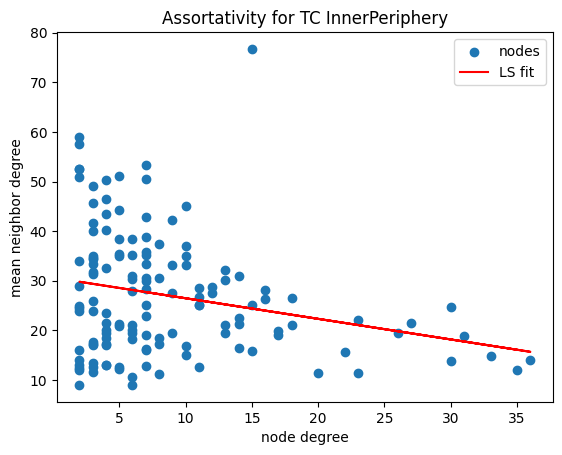 Assortativity for TC InnerPeriphery
80
70
60
50
40
30
20
10
mean neighbor degree
nodes
LS fit
5 10 15 20 25 30 35
node degree